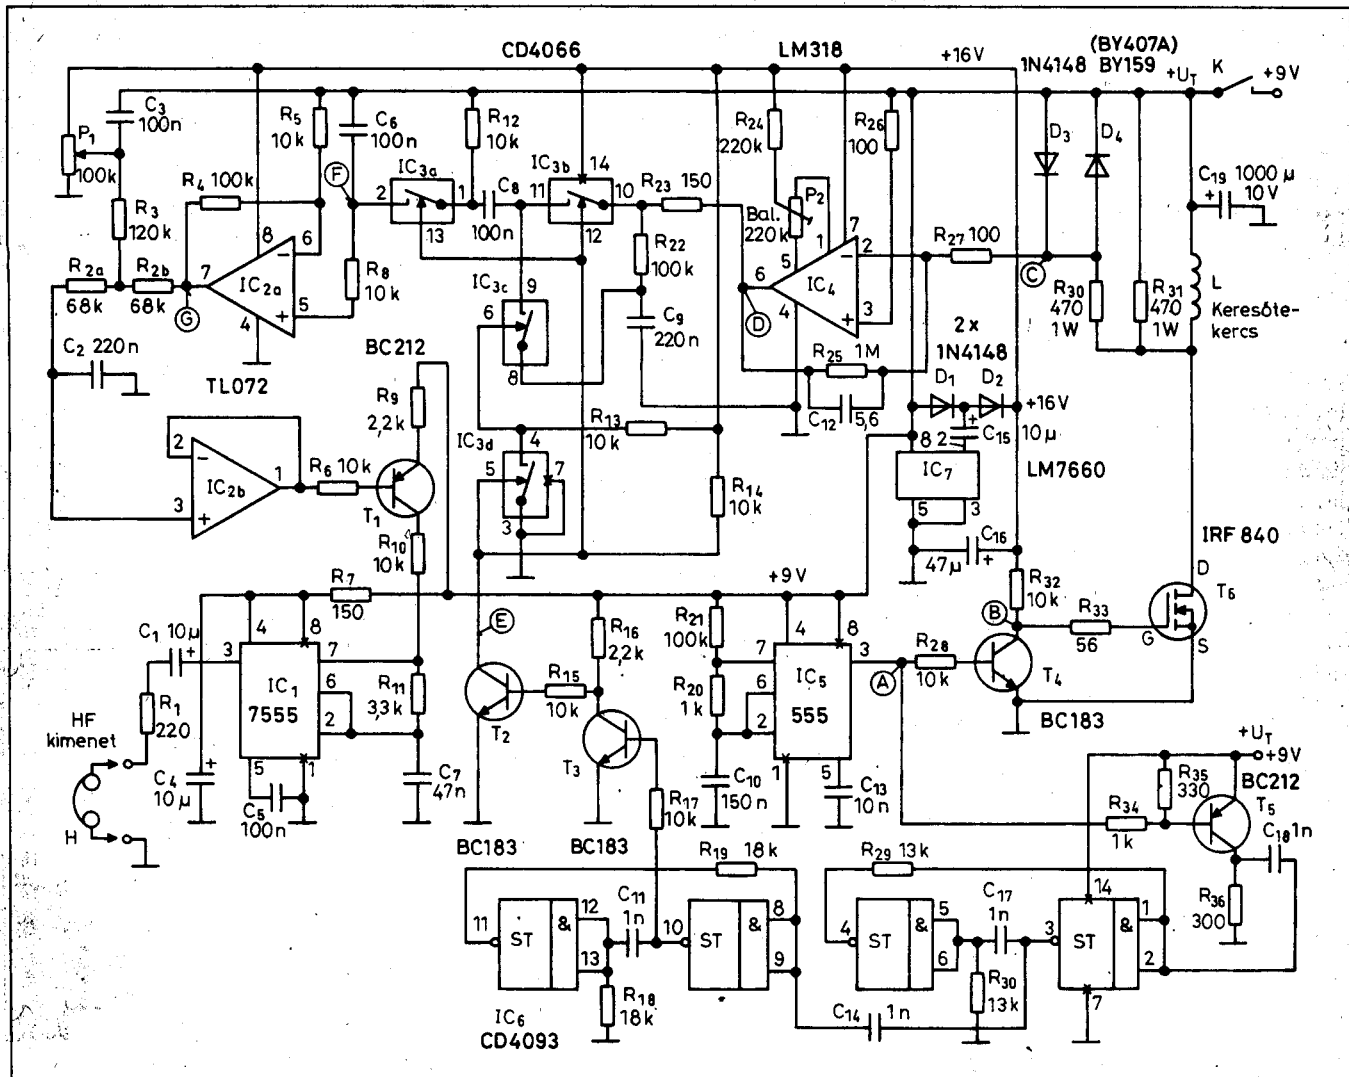 CD4066
LM318
+16V
(BY407A)
1N4148 BY159
+U_T
K
+9V
C3
100n
P1
100k
R5
10k
C6
100n
R12
10k
R24
220k
R26
100
D3
D4
C19 1000 µ
10V
R4 100k
F
IC3a
2
1
13
C8
100n
IC3b
14
11
10
12
R23 150
Bal.
220k
P2
7
R3
120k
R2a
68k
R2b
68k
8
7
6
5
4
IC2a
G
R8
10k
R22
100k
IC3c
9
6
8
C9
220n
6
D
5
1
2
3
4
IC4
R27 100
C
R30
470
1W
R31
470
1W
L
Keresőte-
kercs
C2 220n
TL072
BC212
R9
2,2k
R25 1M
C12 5,6
2x
1N4148
D1
D2
+16V
C15
10µ
8 2
IC7
5
3
LM7660
R13
10k
IC3d
4
5
7
3
R14
10k
2
3
1
IC2b
R6 10k
T1
R10
10k
C16
47µ
IRF 840
D
T6
G
S
R32
10k
B
R33
56
R7
150
+9V
C1 10µ
3
4
8
7
6
2
5
1
IC1
7555
R11
3,3k
E
R16
2,2k
R15
10k
T2
T3
R21
100k
R20
1k
7
6
2
4
8
3
1
5
IC5
555
A
R28
10k
T4
BC183
R1
220
HF
kimenet
H
C4
10µ
C5
100n
C7
47n
R17
10k
C10
150n
C13
10n
+U_T
+9V
BC212
R35
330
T5
R34
1k
C18 1n
R36
300
BC183
BC183
R19 18k
R29 13k
11
ST
&
12
13
C11
1n
10
ST
&
8
9
4
ST
&
5
6
C17
1n
3
ST
&
14
1
2
7
R18
18k
R30
13k
C14 1n
IC6
CD4093